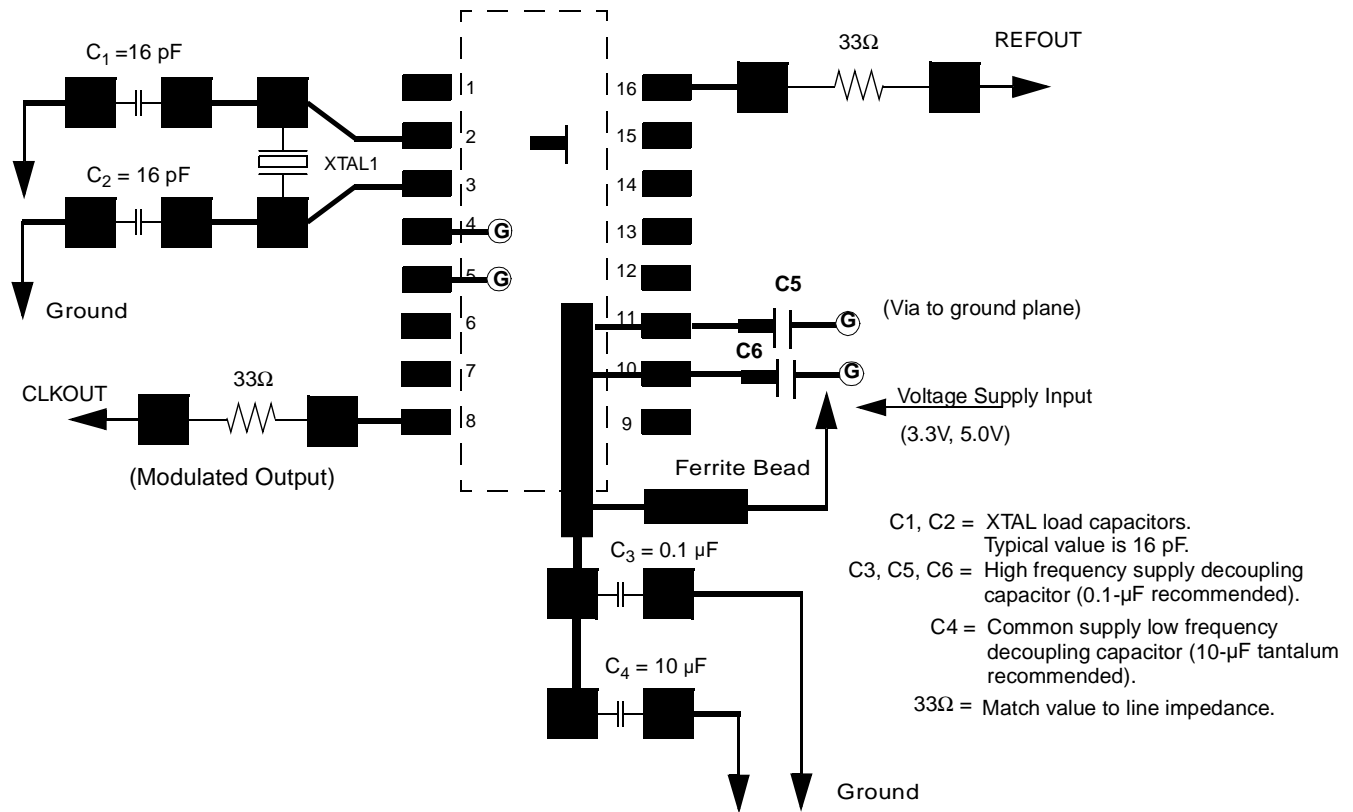 C1 =16 pF
33Ω
REFOUT
1
16
2
15
XTAL1
C2 = 16 pF
3
14
4
G
13
5
G
12
C5
Ground
6
11
G
(Via to ground plane)
C6
33Ω
7
10
G
CLKOUT
Voltage Supply Input
8
9
(3.3V, 5.0V)
(Modulated Output)
Ferrite Bead
C1, C2 = XTAL load capacitors.
Typical value is 16 pF.
C3 = 0.1 µF
C3, C5, C6 = High frequency supply decoupling
capacitor (0.1-µF recommended).
C4 = Common supply low frequency
decoupling capacitor (10-µF tantalum
recommended).
C4 = 10 µF
33Ω = Match value to line impedance.
Ground